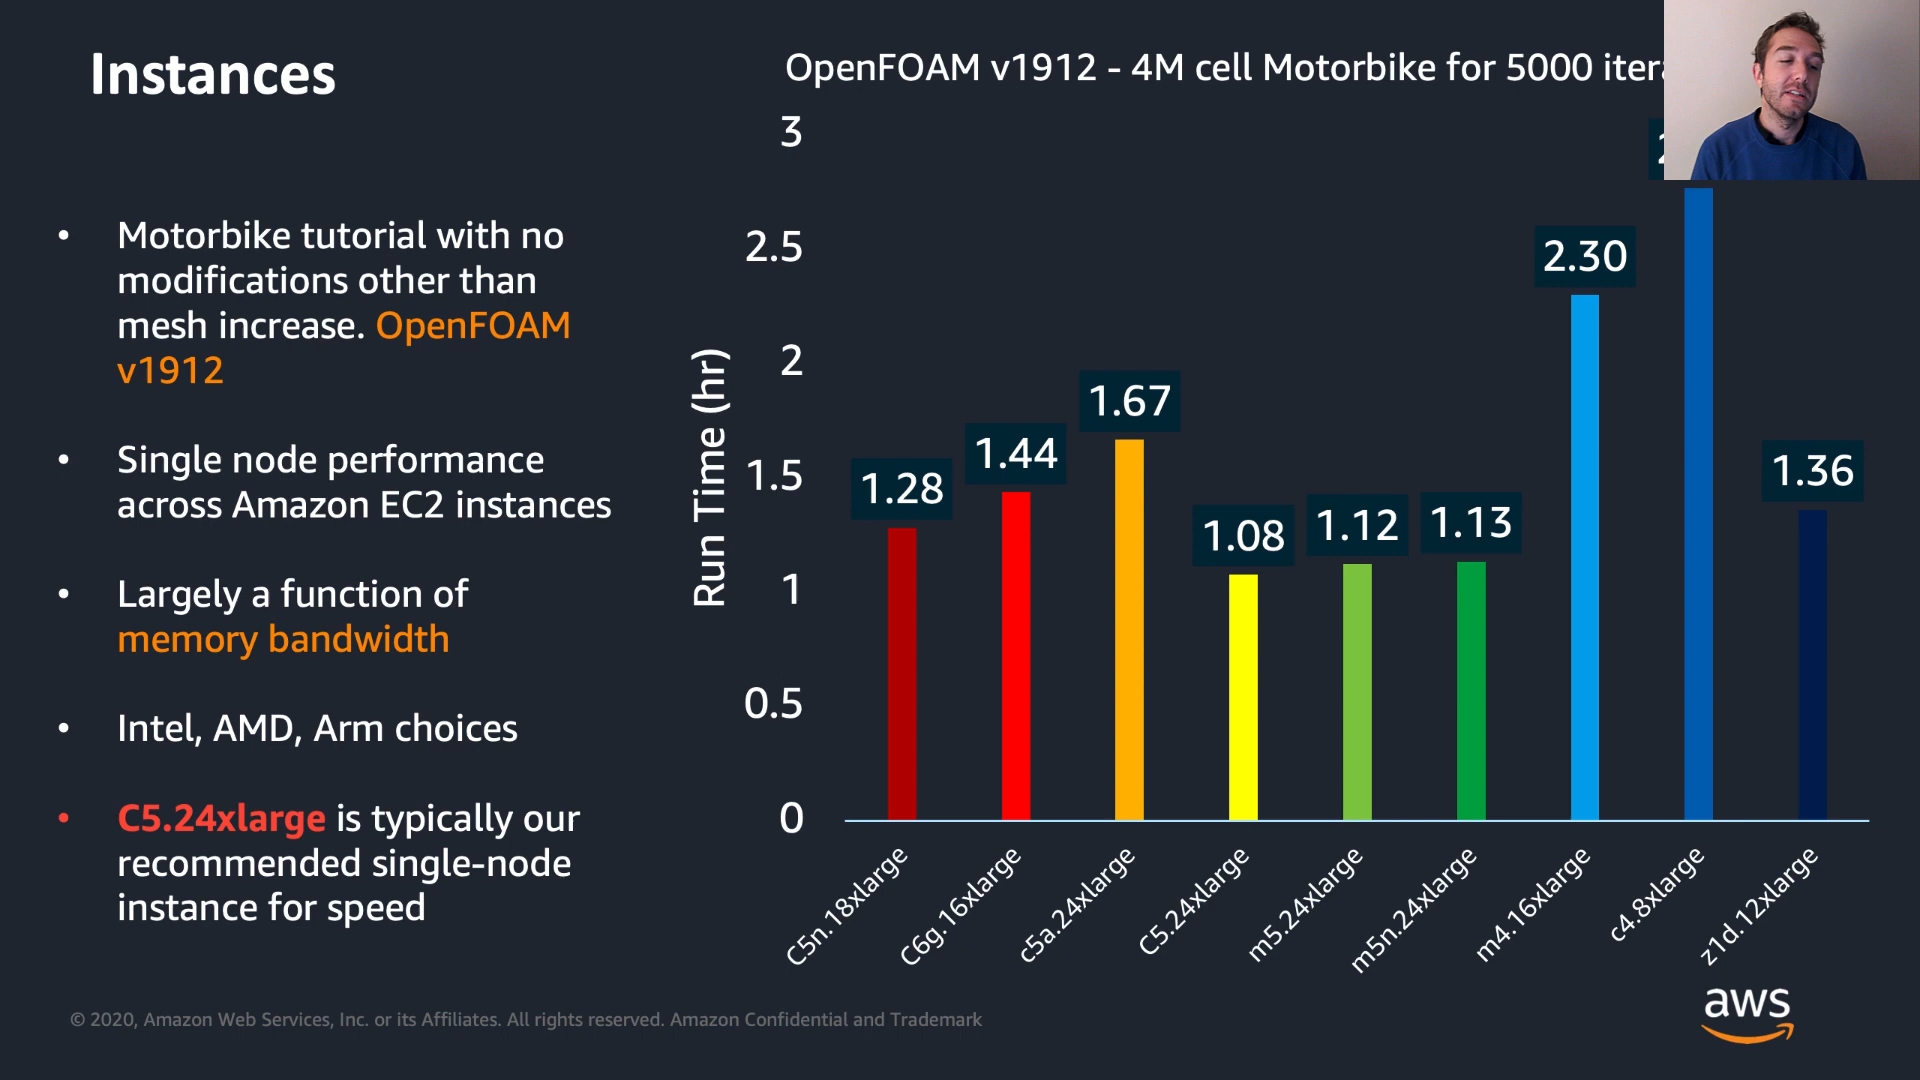 Instances
OpenFOAM v1912 - 4M cell Motorbike for 5000
• Motorbike tutorial with no
modifications other than
mesh increase. OpenFOAM
v1912
• Single node performance
across Amazon EC2 instances
• Largely a function of
memory bandwidth
• Intel, AMD, Arm choices
• C5.24xlarge is typically our
recommended single-node
instance for speed
Run Time (hr)
3
2.5
2
1.5
1
0.5
0
1.28
1.44
1.67
1.08
1.12
1.13
2.30
1.36
C5n.18xlarge
C6g.16xlarge
c5a.24xlarge
C5.24xlarge
m5.24xlarge
m5n.24xlarge
m4.16xlarge
c4.8xlarge
z1d.12xlarge
© 2020, Amazon Web Services, Inc. or its Affiliates. All rights reserved. Amazon Confidential and Trademark
aws